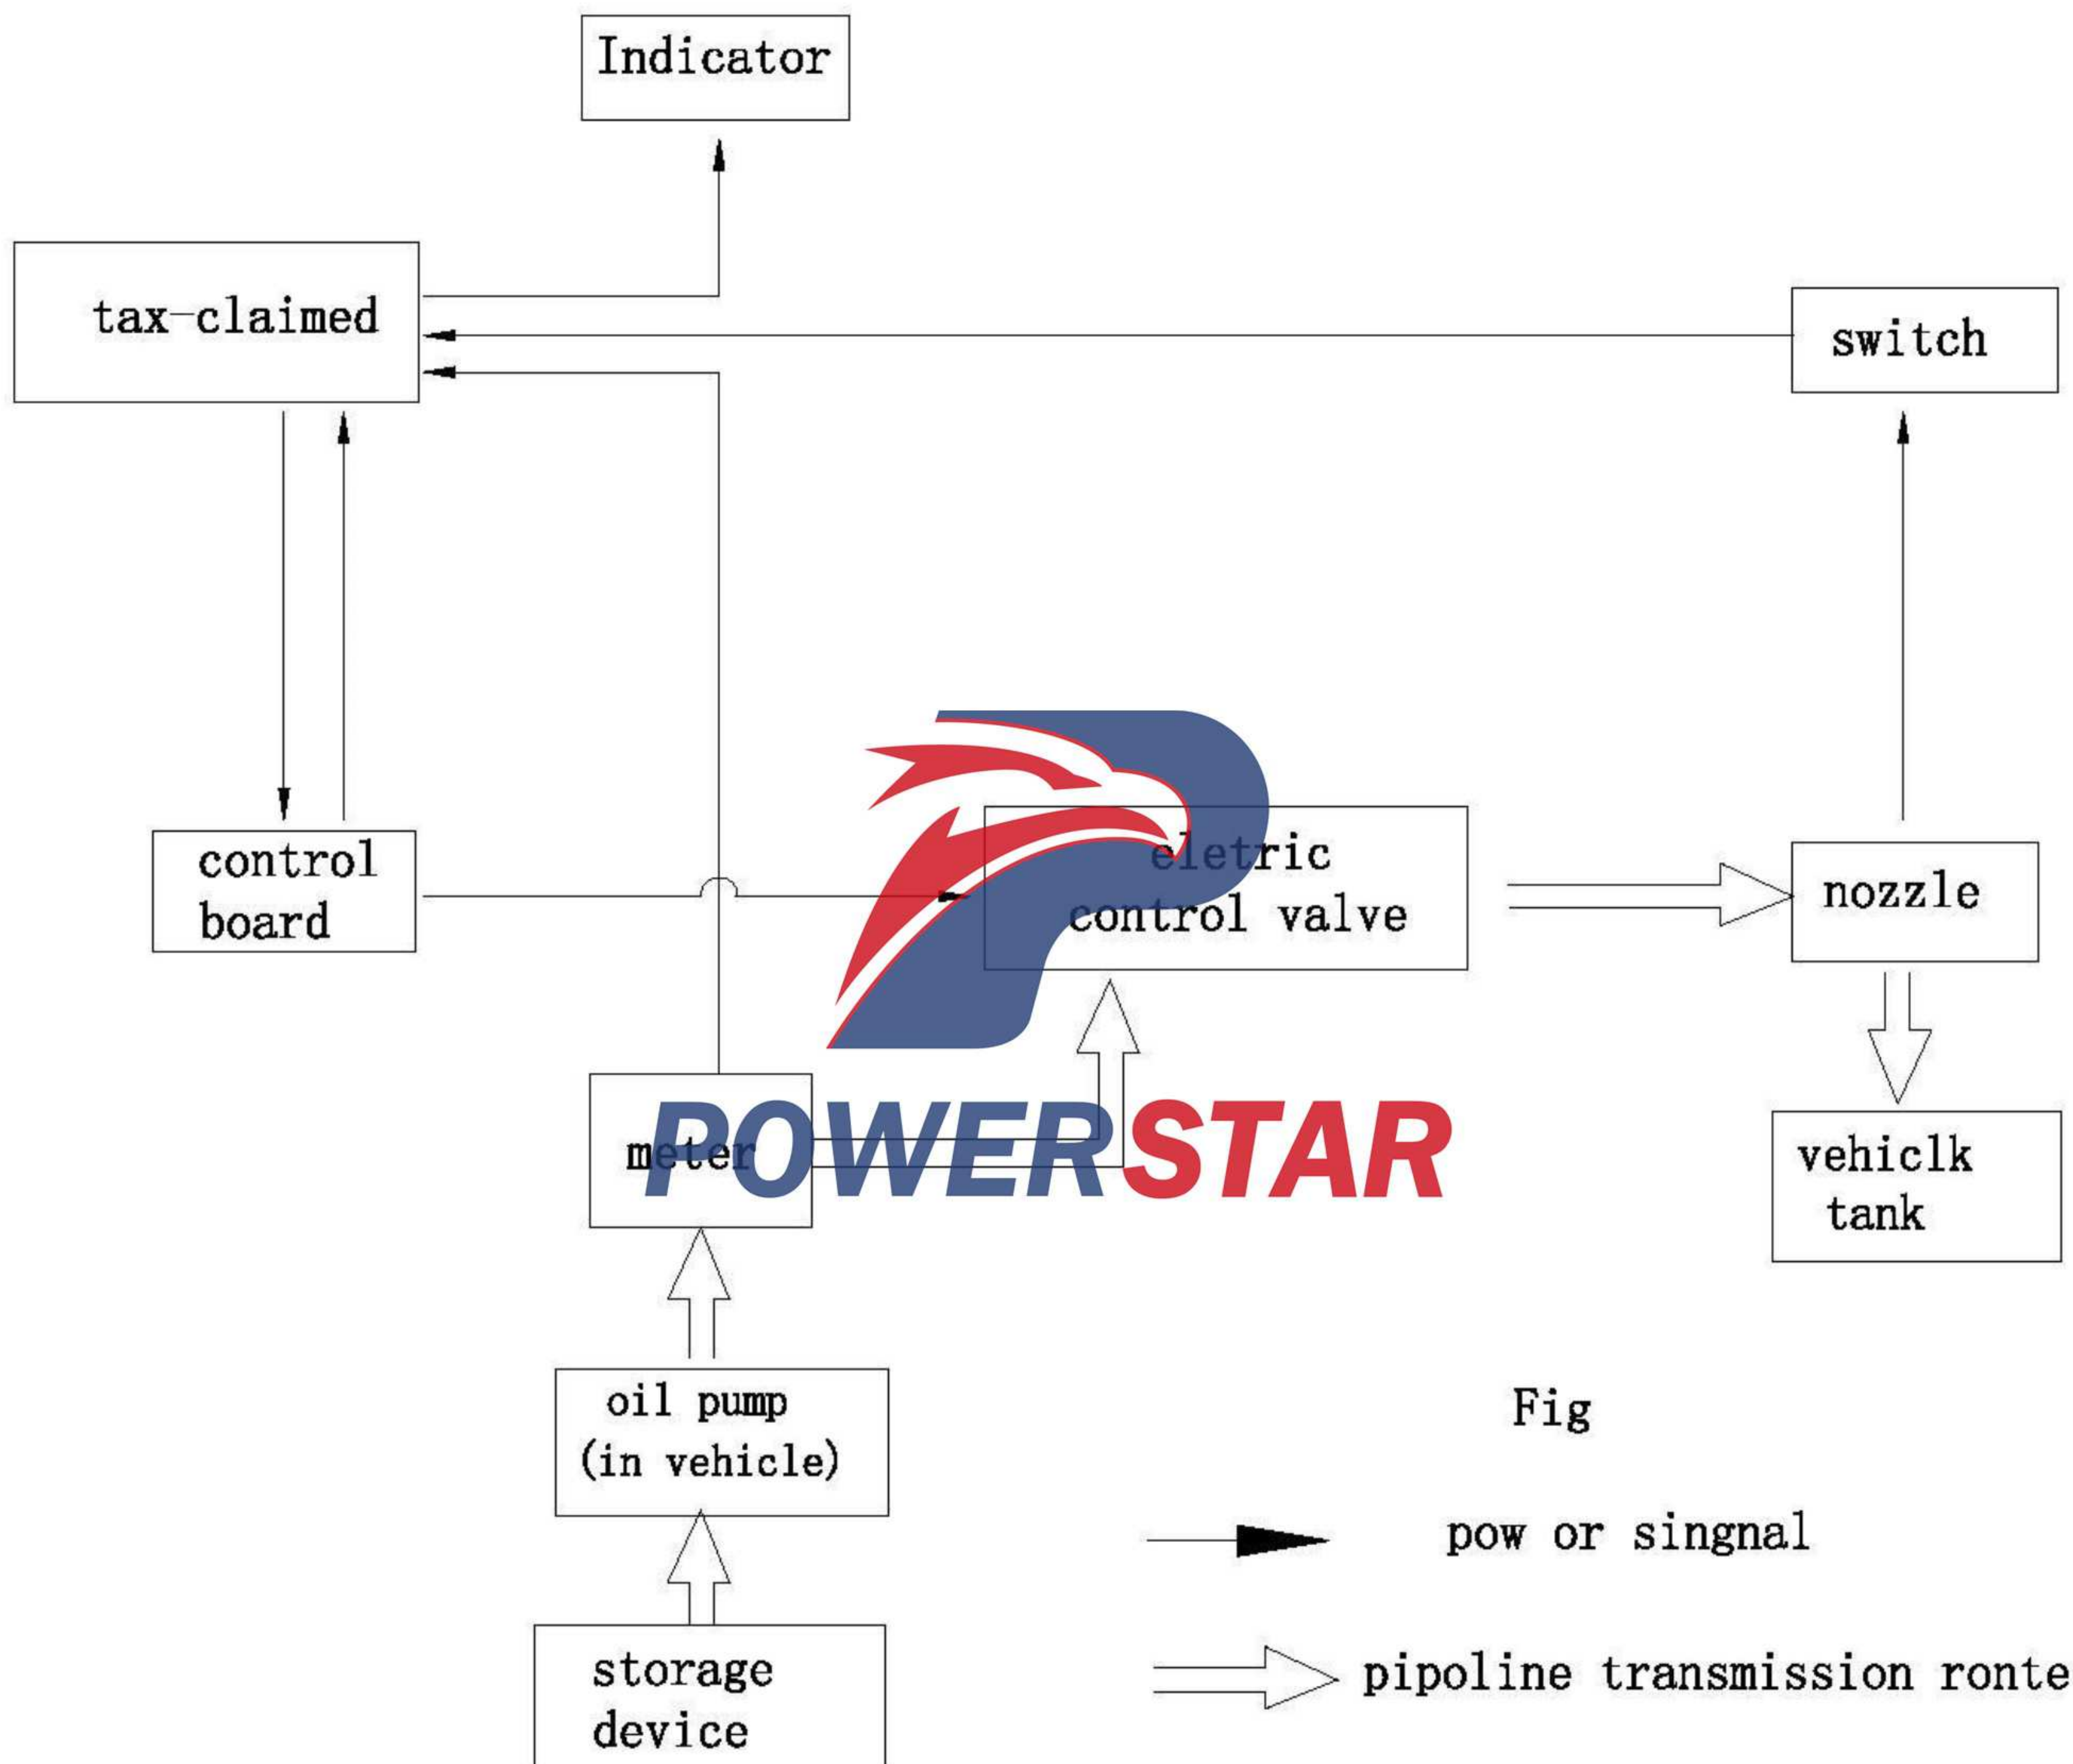 Indicator
tax-claimed
switch
control
board
eletric
control valve
nozzle
meter
POWERSTAR
vehiclk
tank
oil pump
(in vehicle)
Fig
pow or singnal
storage
device
pipoline transmission ronte